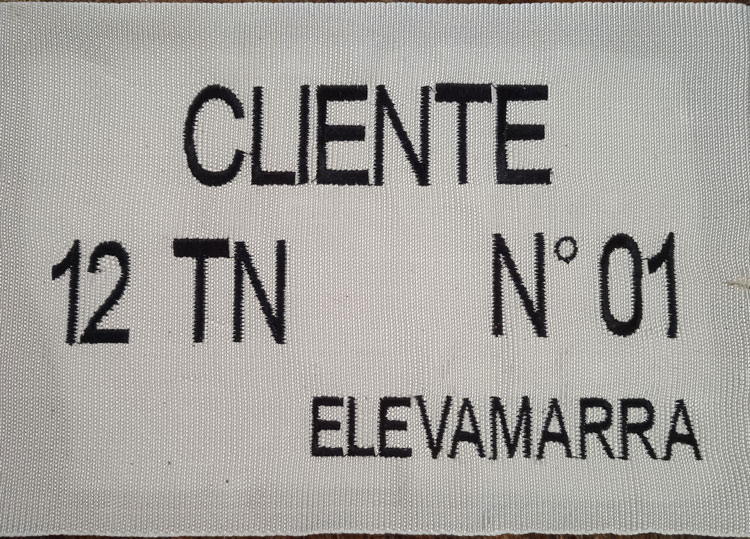 CLIENTE
12 TN N° 01
ELEVAMARRA